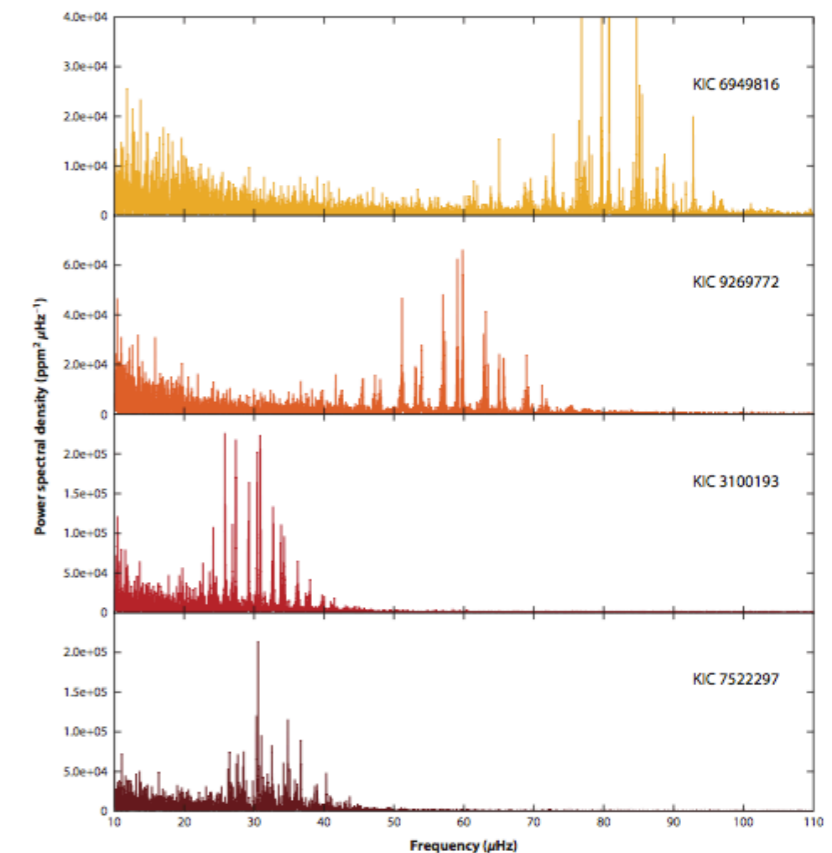 4.0e+04
3.0e+04
2.0e+04
1.0e+04
0
KIC 6949816
6.0e+04
4.0e+04
2.0e+04
0
KIC 9269772
2.0e+05
1.5e+05
1.0e+05
5.0e+04
0
KIC 3100193
2.0e+05
1.5e+05
1.0e+05
5.0e+04
0
KIC 7522297
Power spectral density (ppm² μHz⁻¹)
10 20 30 40 50 60 70 80 90 100 110
Frequency (μHz)